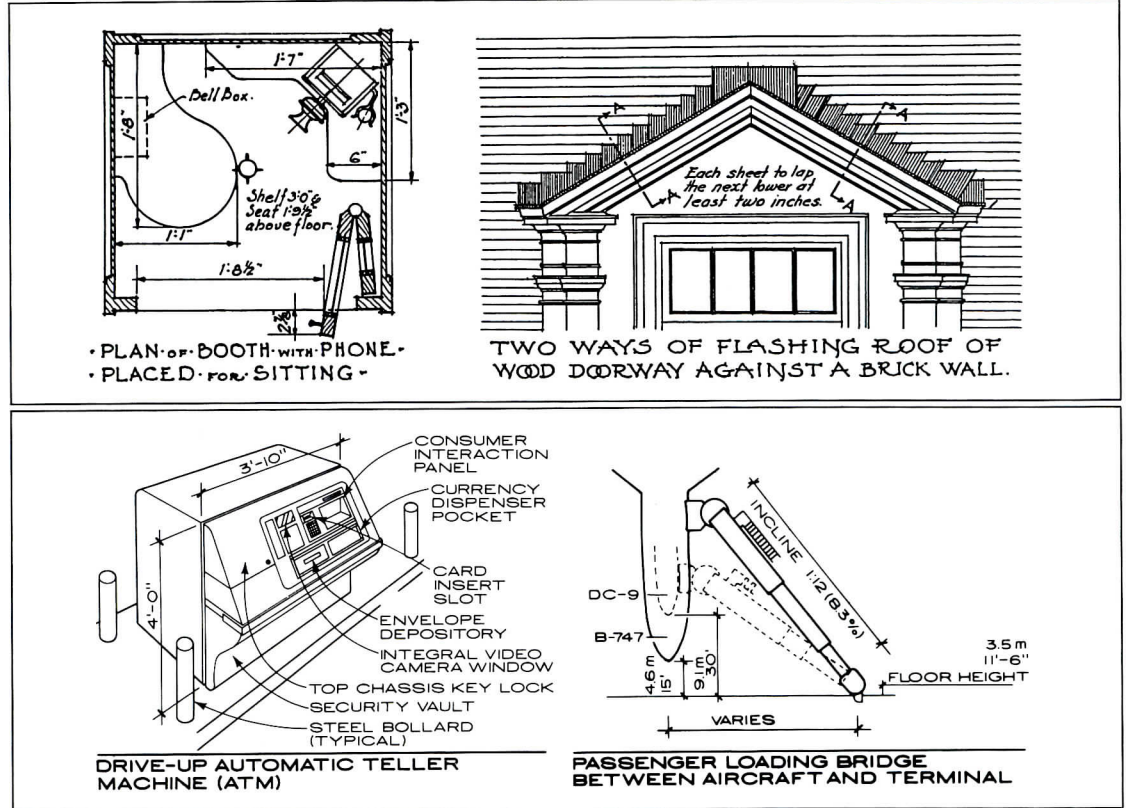 1'-7"
Bell Box.
1'-8"
1'-3"
6"
Shelf 3'-0" &
Seat 1'-9½"
above floor.
1'-1"
1'-8½"
2⅜"
· PLAN · OF · BOOTH · WITH · PHONE ·
· PLACED · FOR · SITTING ·
A
A
A
A
Each sheet to lap
the next lower at
least two inches.
TWO WAYS OF FLASHING ROOF OF
WOOD DOORWAY AGAINST A BRICK WALL.
3'-10"
4'-0"
CONSUMER
INTERACTION
PANEL
CURRENCY
DISPENSER
POCKET
CARD
INSERT
SLOT
ENVELOPE
DEPOSITORY
INTEGRAL VIDEO
CAMERA WINDOW
TOP CHASSIS KEY LOCK
SECURITY VAULT
STEEL BOLLARD
(TYPICAL)
DRIVE-UP AUTOMATIC TELLER
MACHINE (ATM)
INCLINE 1:12 (8.3%)
DC-9
B-747
4.6 m
15'
9.1 m
30'
3.5 m
11'-6"
FLOOR HEIGHT
VARIES
PASSENGER LOADING BRIDGE
BETWEEN AIRCRAFT AND TERMINAL